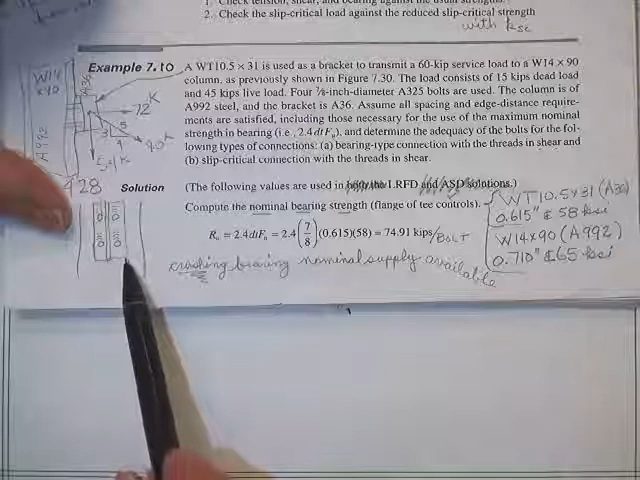 1. Check tension, shear, and bearing against the usual strengths.
2. Check the slip-critical load against the reduced slip-critical strength
with ksc
Example 7.10
A WT10.5 × 31 is used as a bracket to transmit a 60-kip service load to a W14 × 90
column, as previously shown in Figure 7.30. The load consists of 15 kips dead load
and 45 kips live load. Four ⅞-inch-diameter A325 bolts are used. The column is of
A992 steel, and the bracket is A36. Assume all spacing and edge-distance require-
ments are satisfied, including those necessary for the use of the maximum nominal
strength in bearing (i.e., 2.4dtFu), and determine the adequacy of the bolts for the fol-
lowing types of connections: (a) bearing-type connection with the threads in shear and
(b) slip-critical connection with the threads in shear.
W14
x90
A36
A992
72K
5
3
4
90K
54K
428
Solution
(The following values are used in the LRFD and ASD solutions.)
Compute the nominal bearing strength (flange of tee controls).
Rn = 2.4dtFu = 2.4(7/8)(0.615)(58) = 74.91 kips/BOLT
WT10.5x31 (A36)
0.615" & 58 ksi
W14x90 (A992)
0.710" & 65 ksi
crushing bearing nominal supply available